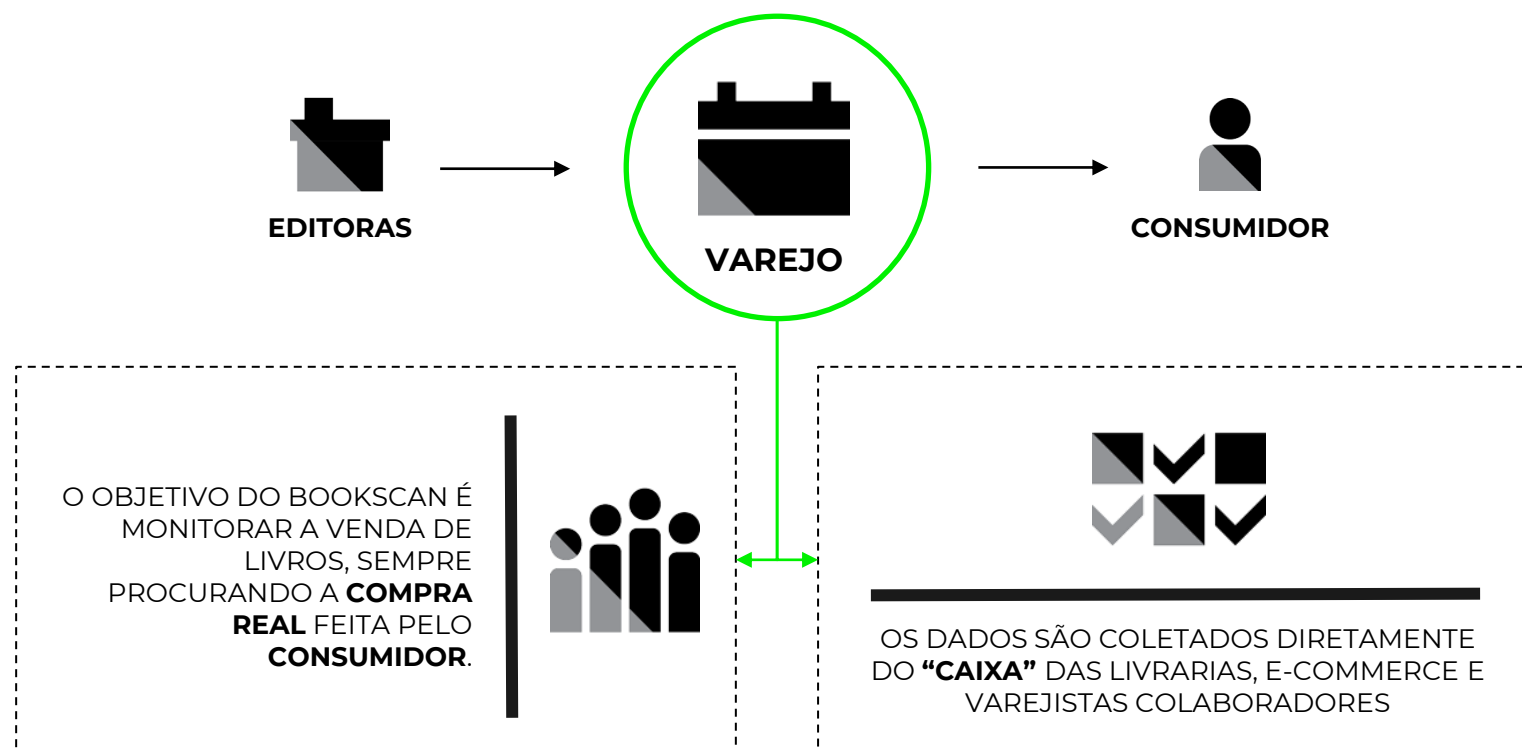 EDITORAS
VAREJO
CONSUMIDOR
O OBJETIVO DO BOOKSCAN É
MONITORAR A VENDA DE
LIVROS, SEMPRE
PROCURANDO A COMPRA
REAL FEITA PELO
CONSUMIDOR.
OS DADOS SÃO COLETADOS DIRETAMENTE
DO “CAIXA” DAS LIVRARIAS, E-COMMERCE E
VAREJISTAS COLABORADORES